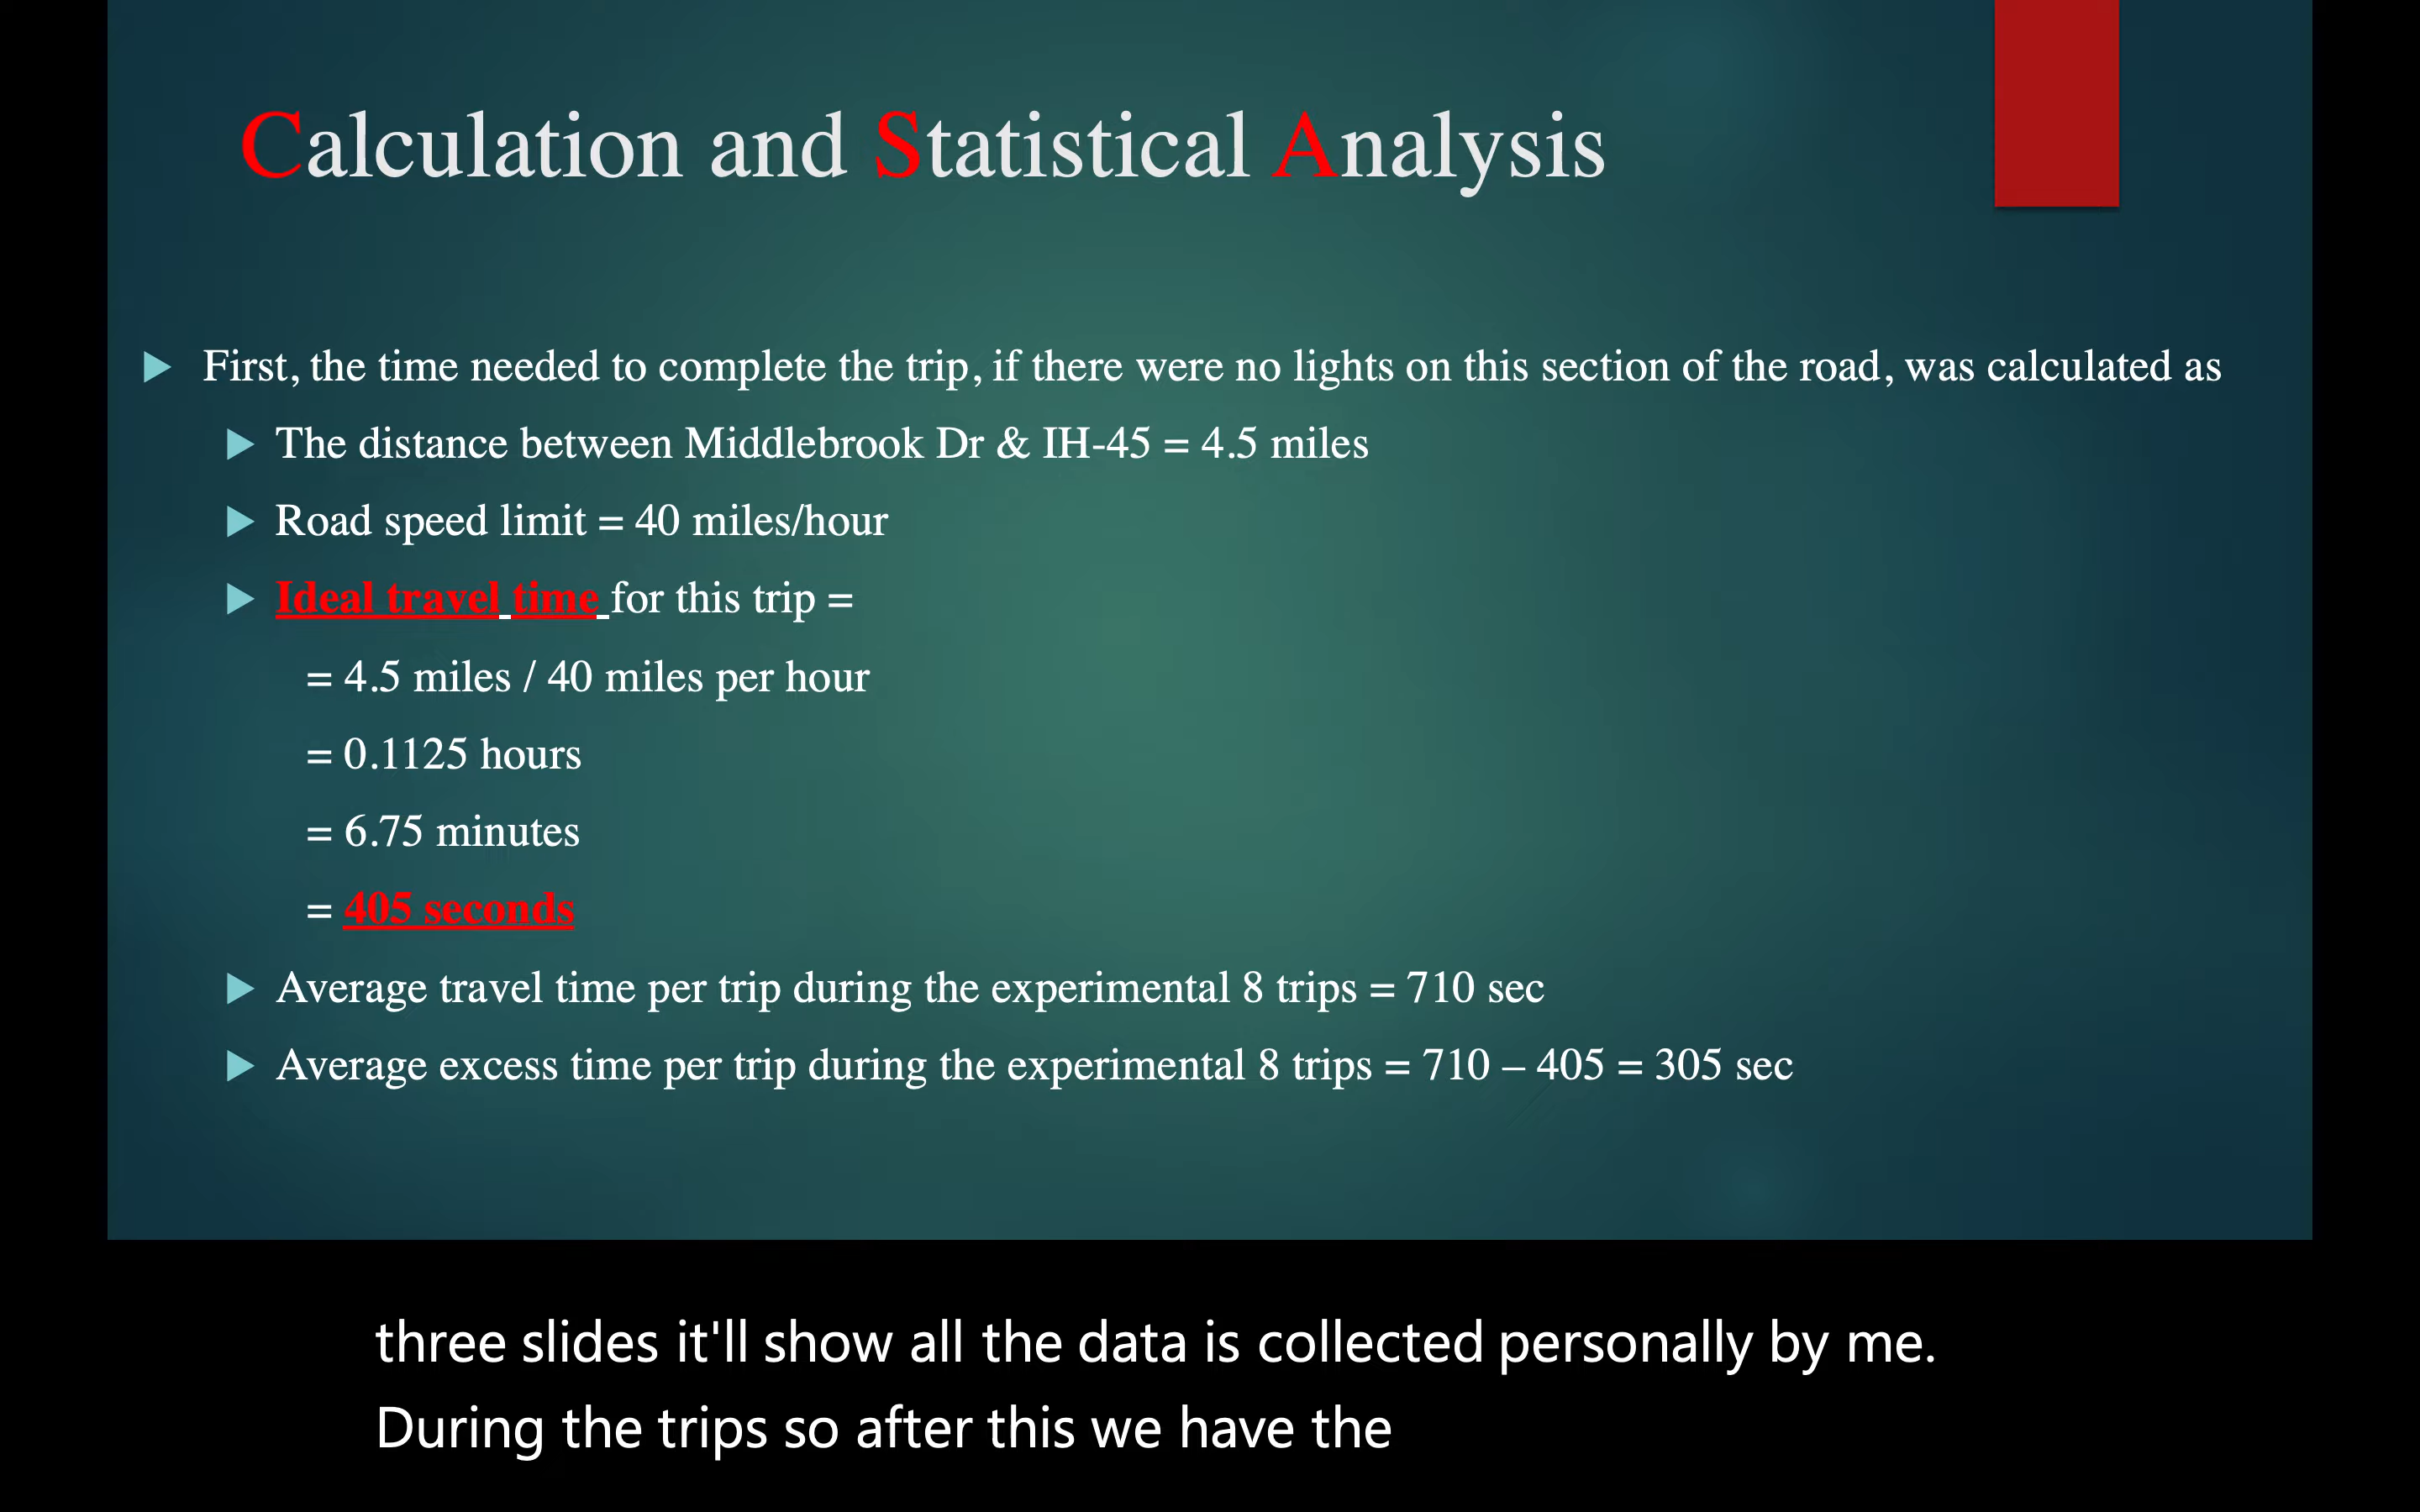 Calculation and Statistical Analysis
First, the time needed to complete the trip, if there were no lights on this section of the road, was calculated as
The distance between Middlebrook Dr & IH-45 = 4.5 miles
Road speed limit = 40 miles/hour
Ideal travel time for this trip =
= 4.5 miles / 40 miles per hour
= 0.1125 hours
= 6.75 minutes
= 405 seconds
Average travel time per trip during the experimental 8 trips = 710 sec
Average excess time per trip during the experimental 8 trips = 710 – 405 = 305 sec
three slides it'll show all the data is collected personally by me.
During the trips so after this we have the